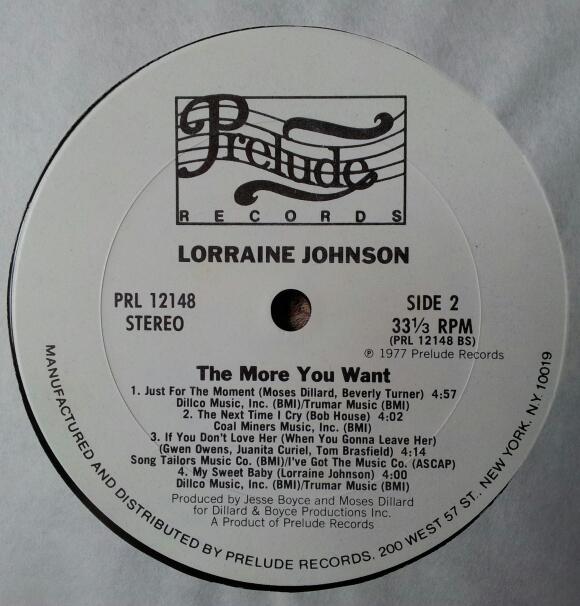 Prelude
RECORDS
LORRAINE JOHNSON
PRL 12148
STEREO
SIDE 2
33⅓ RPM
(PRL 12148 BS)
℗ 1977 Prelude Records
The More You Want
1. Just For The Moment (Moses Dillard, Beverly Turner) 4:57
Dillco Music, Inc. (BMI)/Trumar Music (BMI)
2. The Next Time I Cry (Bob House) 4:02
Coal Miners Music, Inc. (BMI)
3. If You Don't Love Her (When You Gonna Leave Her)
(Gwen Owens, Juanita Curiel, Tom Brasfield) 4:14
Song Tailors Music Co. (BMI)/I've Got The Music Co. (ASCAP)
4. My Sweet Baby (Lorraine Johnson) 4:00
Dillco Music, Inc. (BMI)/Trumar Music (BMI)
Produced by Jesse Boyce and Moses Dillard
for Dillard & Boyce Productions Inc.
A Product of Prelude Records
MANUFACTURED AND DISTRIBUTED BY PRELUDE RECORDS. 200 WEST 57 ST., NEW YORK. N.Y 10019